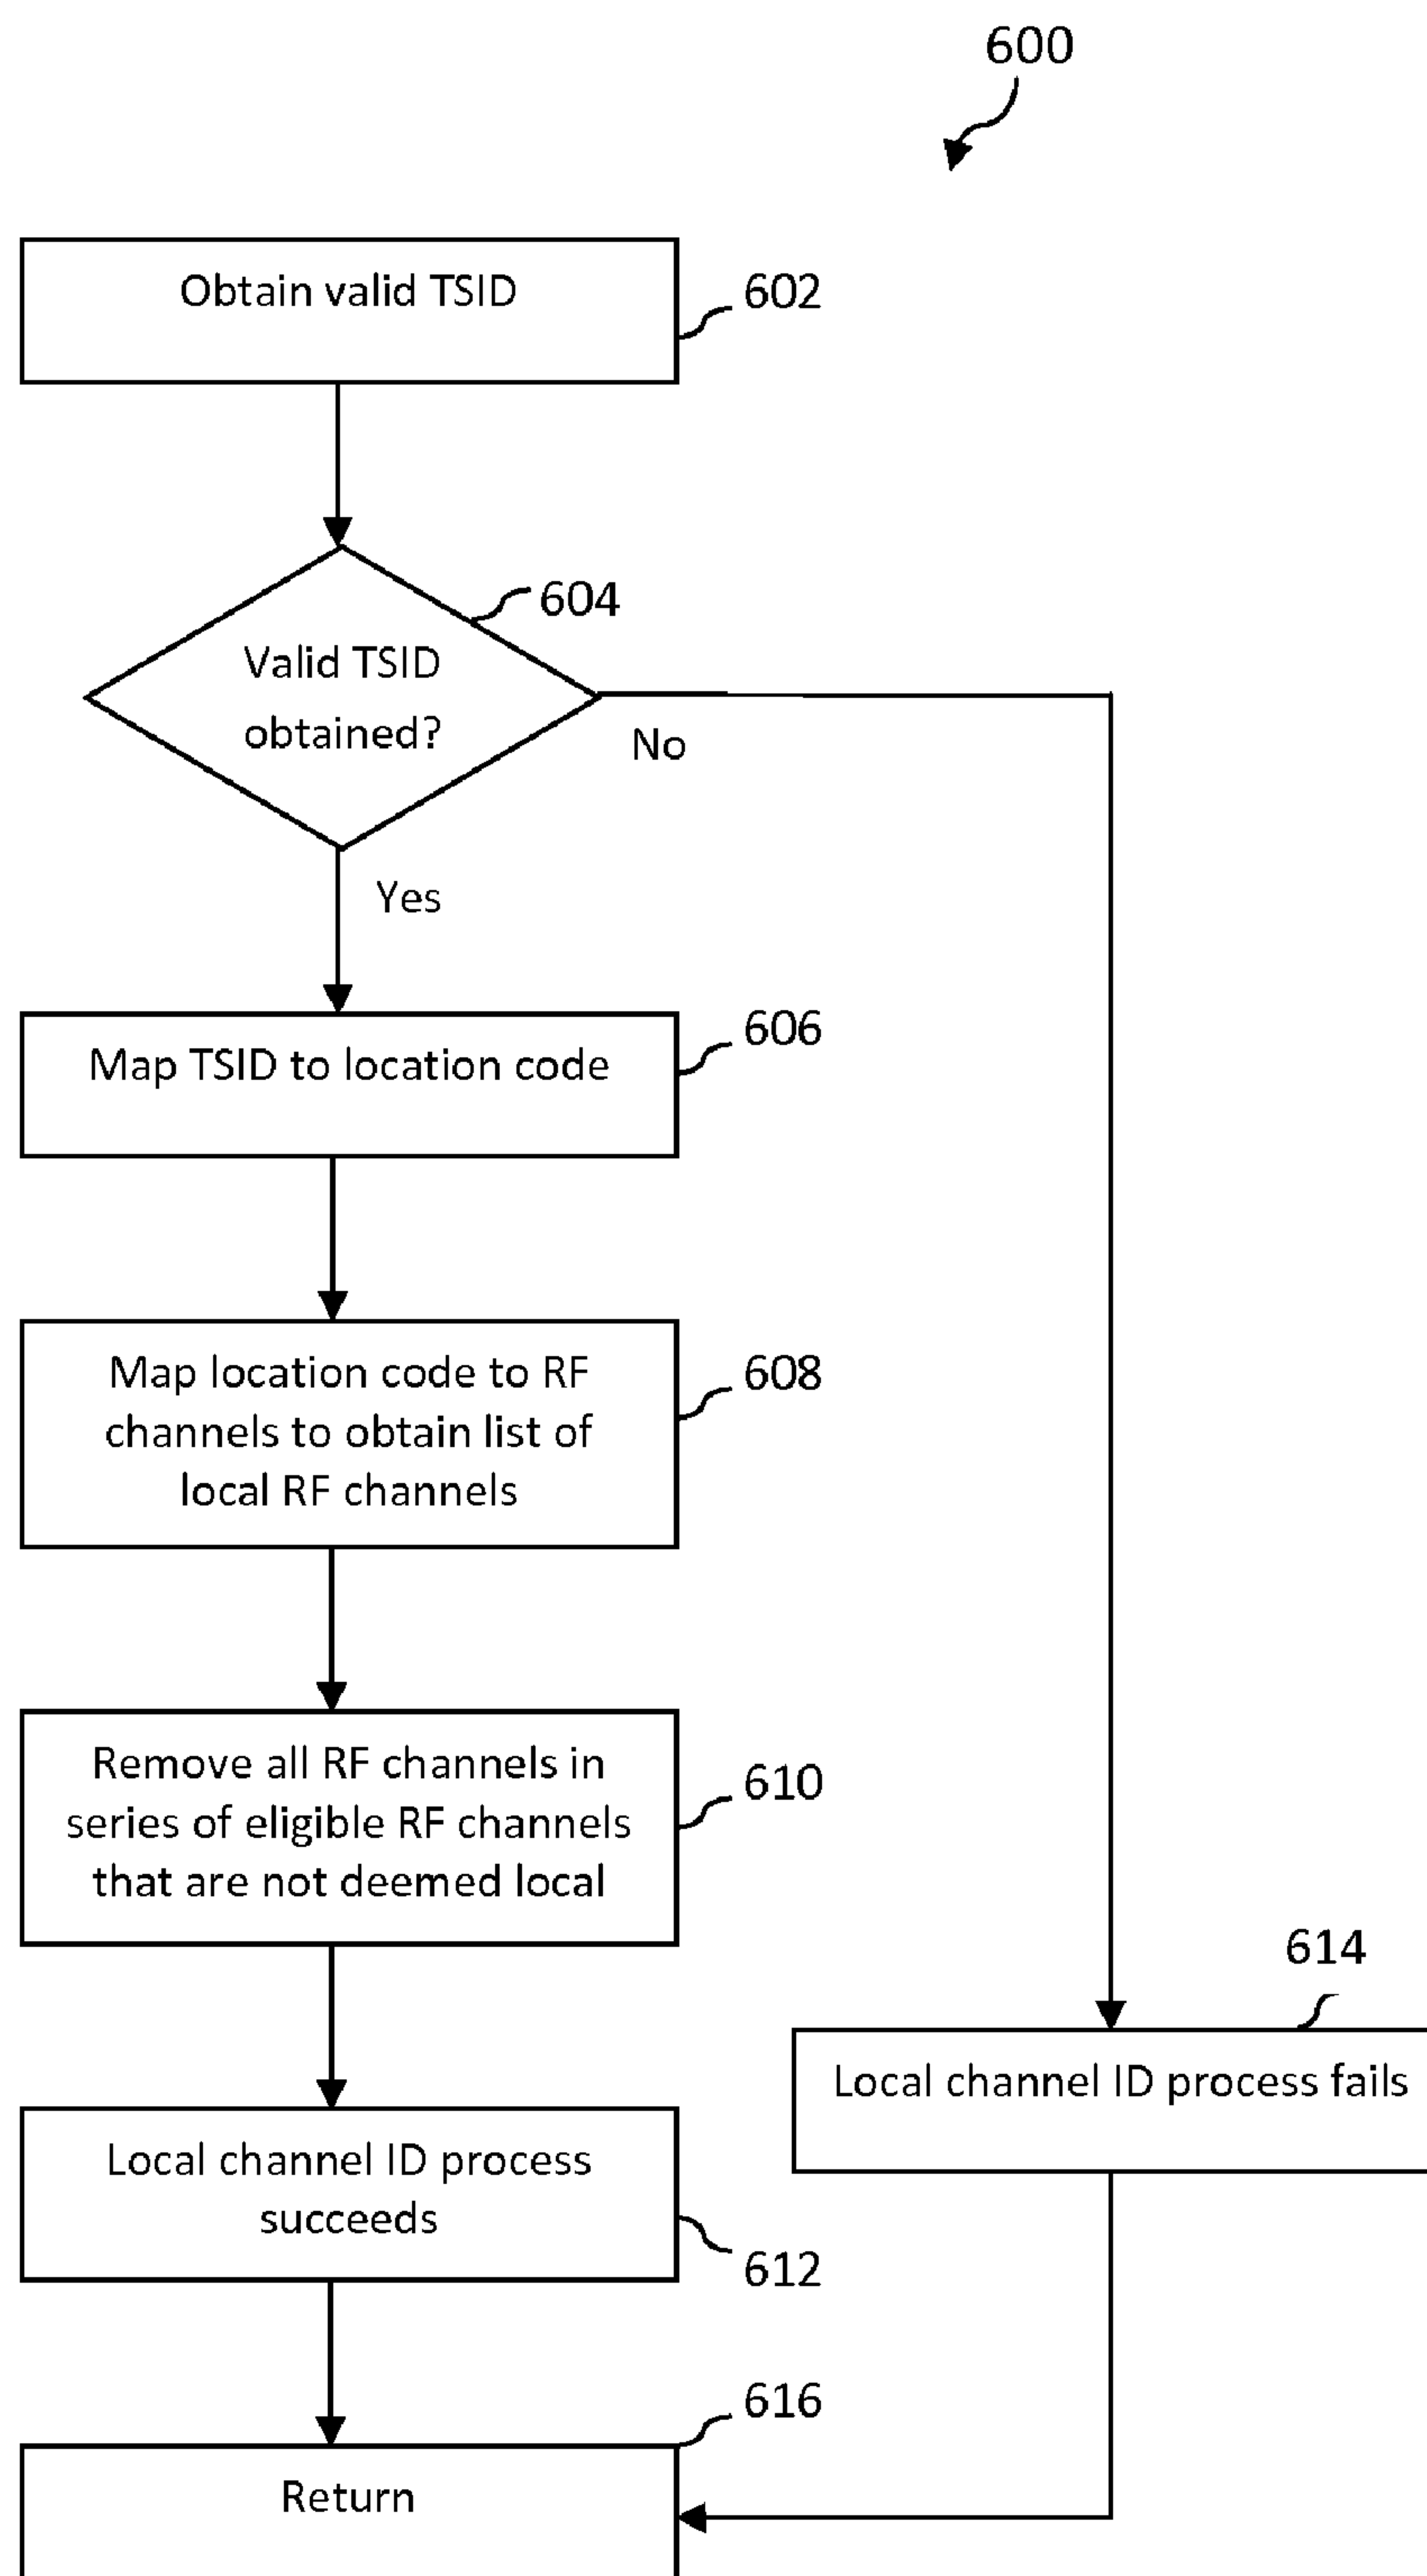 600
Obtain valid TSID
602
604
Valid TSID
obtained?
No
Yes
Map TSID to location code
606
Map location code to RF
channels to obtain list of
local RF channels
608
Remove all RF channels in
series of eligible RF channels
that are not deemed local
610
614
Local channel ID process fails
Local channel ID process
succeeds
612
616
Return